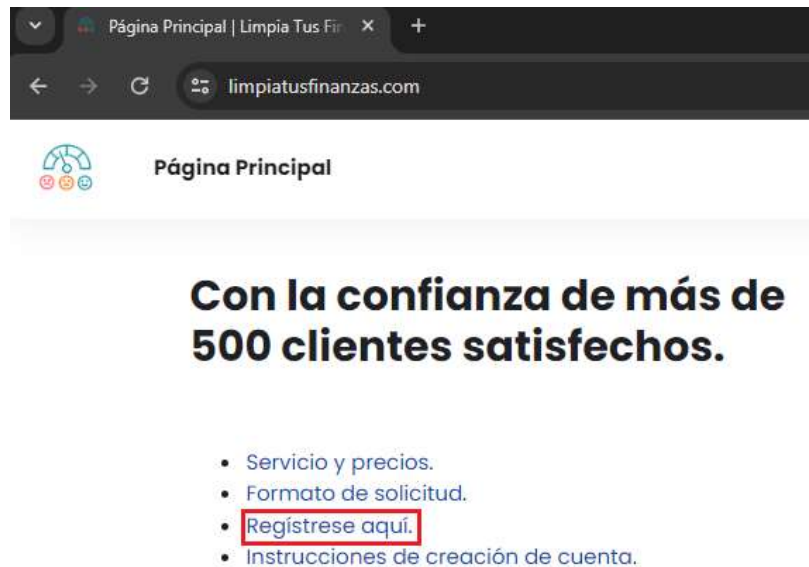 Página Principal | Limpia Tus Fin
limpiatusfinanzas.com
Página Principal
Con la confianza de más de
500 clientes satisfechos.
Servicio y precios.
Formato de solicitud.
Regístrese aquí.
Instrucciones de creación de cuenta.